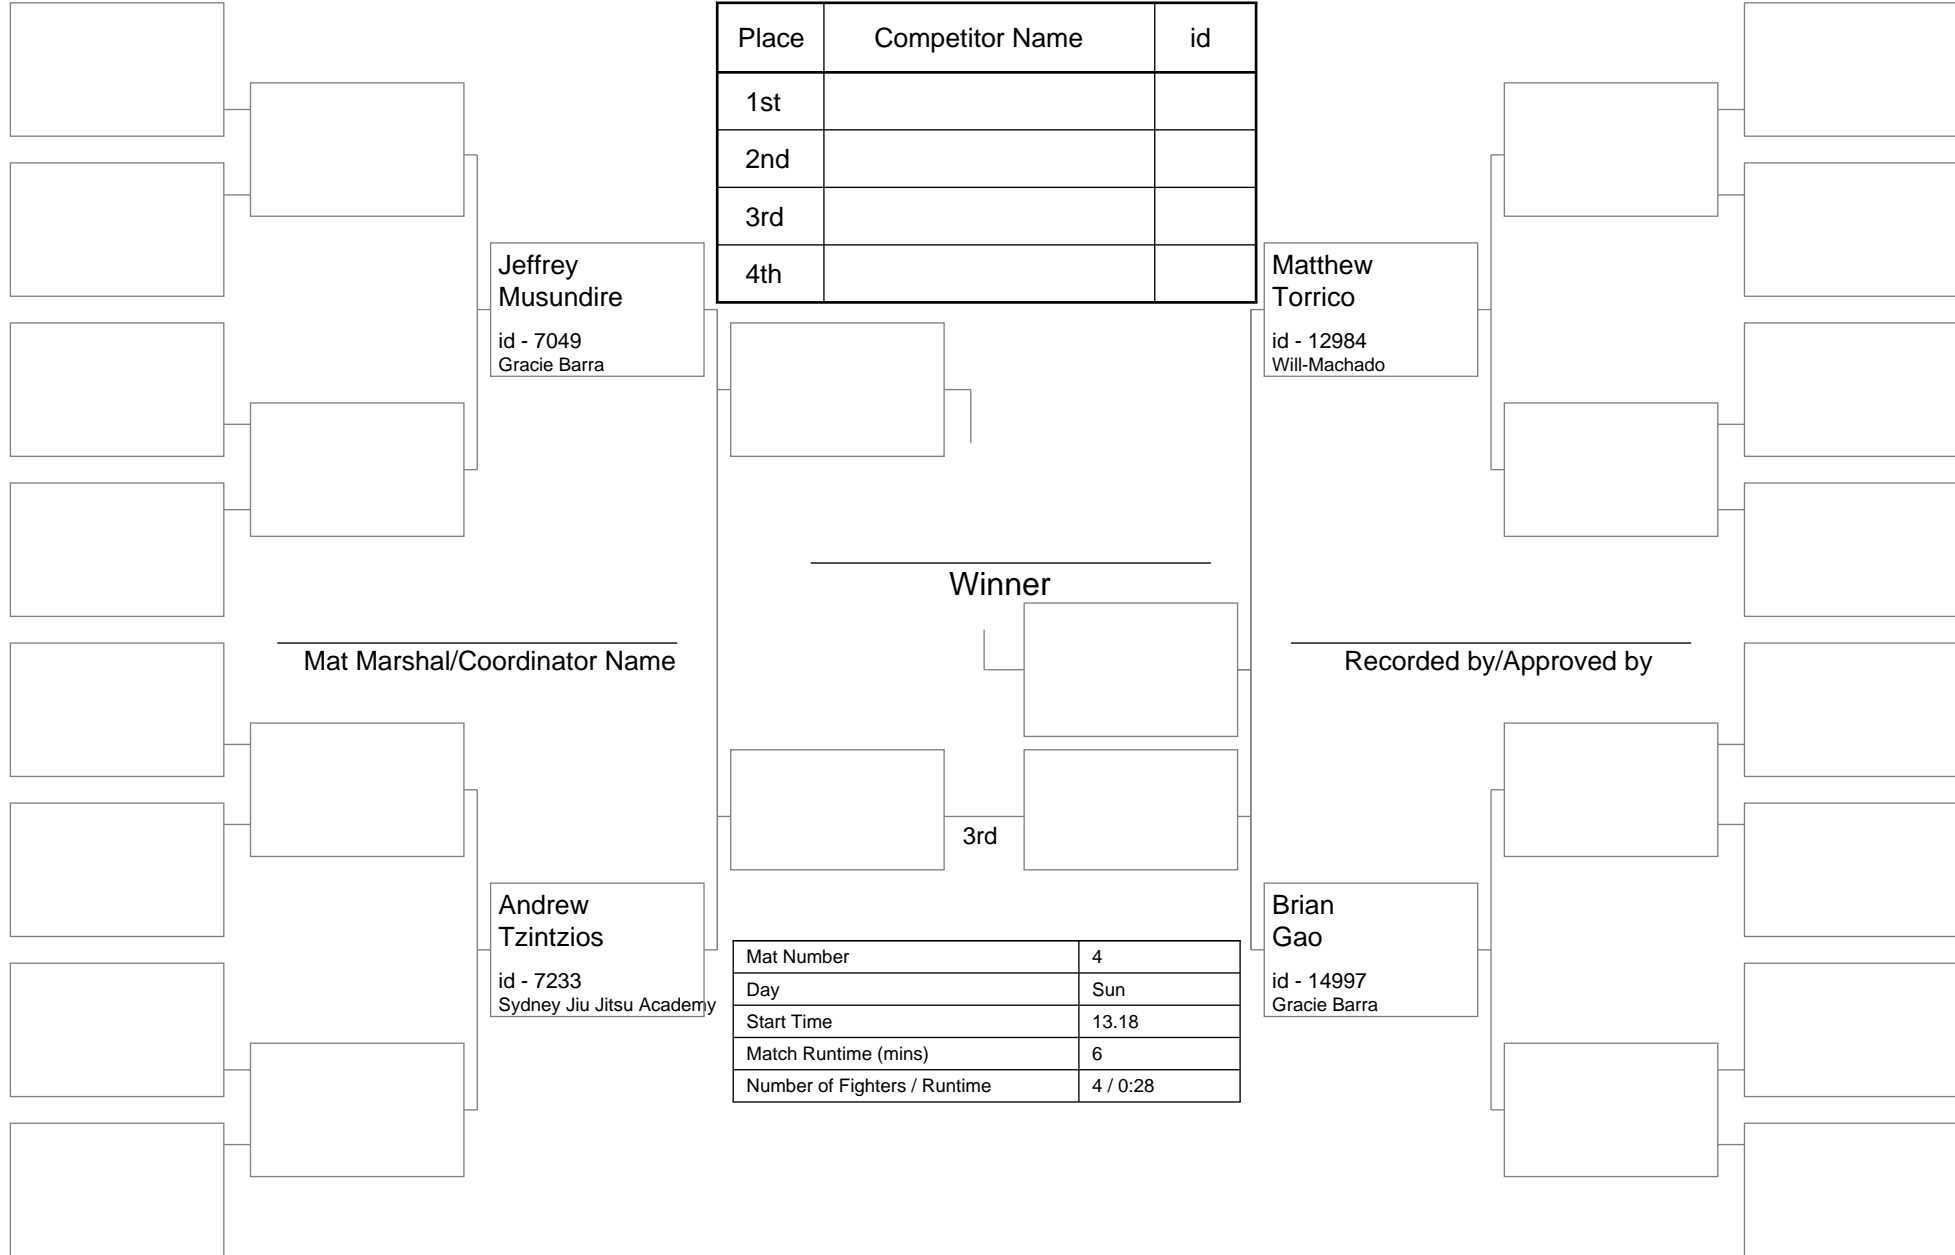 Place Competitor Name id
1st
2nd
3rd
4th
Jeffrey
Musundire
id - 7049
Gracie Barra
Matthew
Torrico
id - 12984
Will-Machado
Winner
Mat Marshal/Coordinator Name
Recorded by/Approved by
3rd
Andrew
Tzintzios
id - 7233
Sydney Jiu Jitsu Academy
Brian
Gao
id - 14997
Gracie Barra
Mat Number 4
Day Sun
Start Time 13.18
Match Runtime (mins) 6
Number of Fighters / Runtime 4 / 0:28